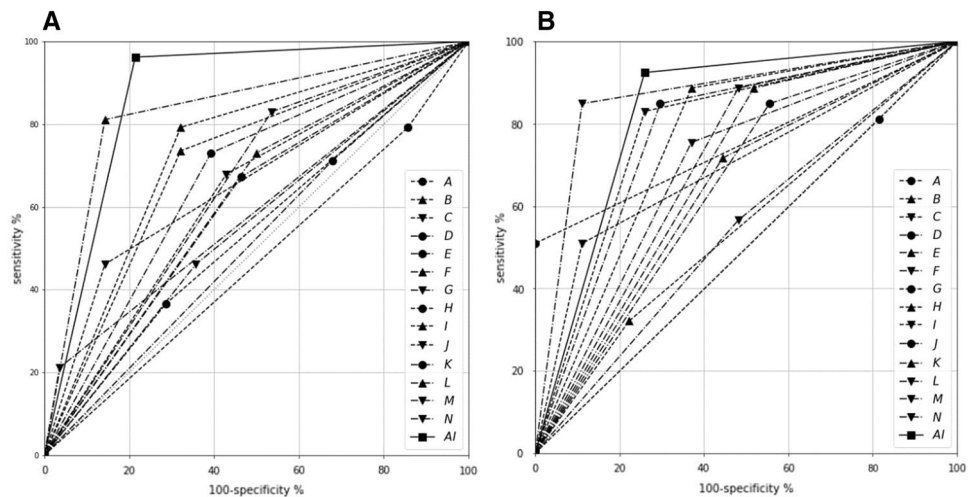 A
B
100
80
60
40
20
0
sensitivity %
0 20 40 60 80 100
100-specificity %
A
B
C
D
E
F
G
H
I
J
K
L
M
N
AI
100
80
60
40
20
0
sensitivity %
0 20 40 60 80 100
100-specificity %
A
B
C
D
E
F
G
H
I
J
K
L
M
N
AI